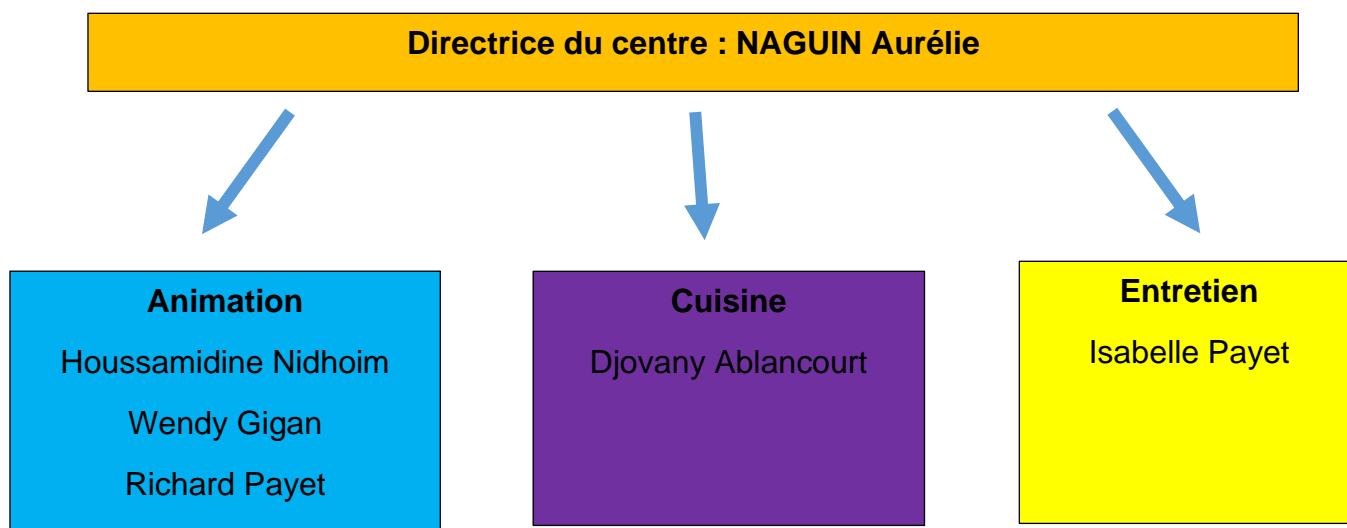 Directrice du centre : NAGUIN Aurélie
Animation
Houssamidine Nidhoim
Wendy Gigan
Richard Payet
Cuisine
Djovany Ablancourt
Entretien
Isabelle Payet